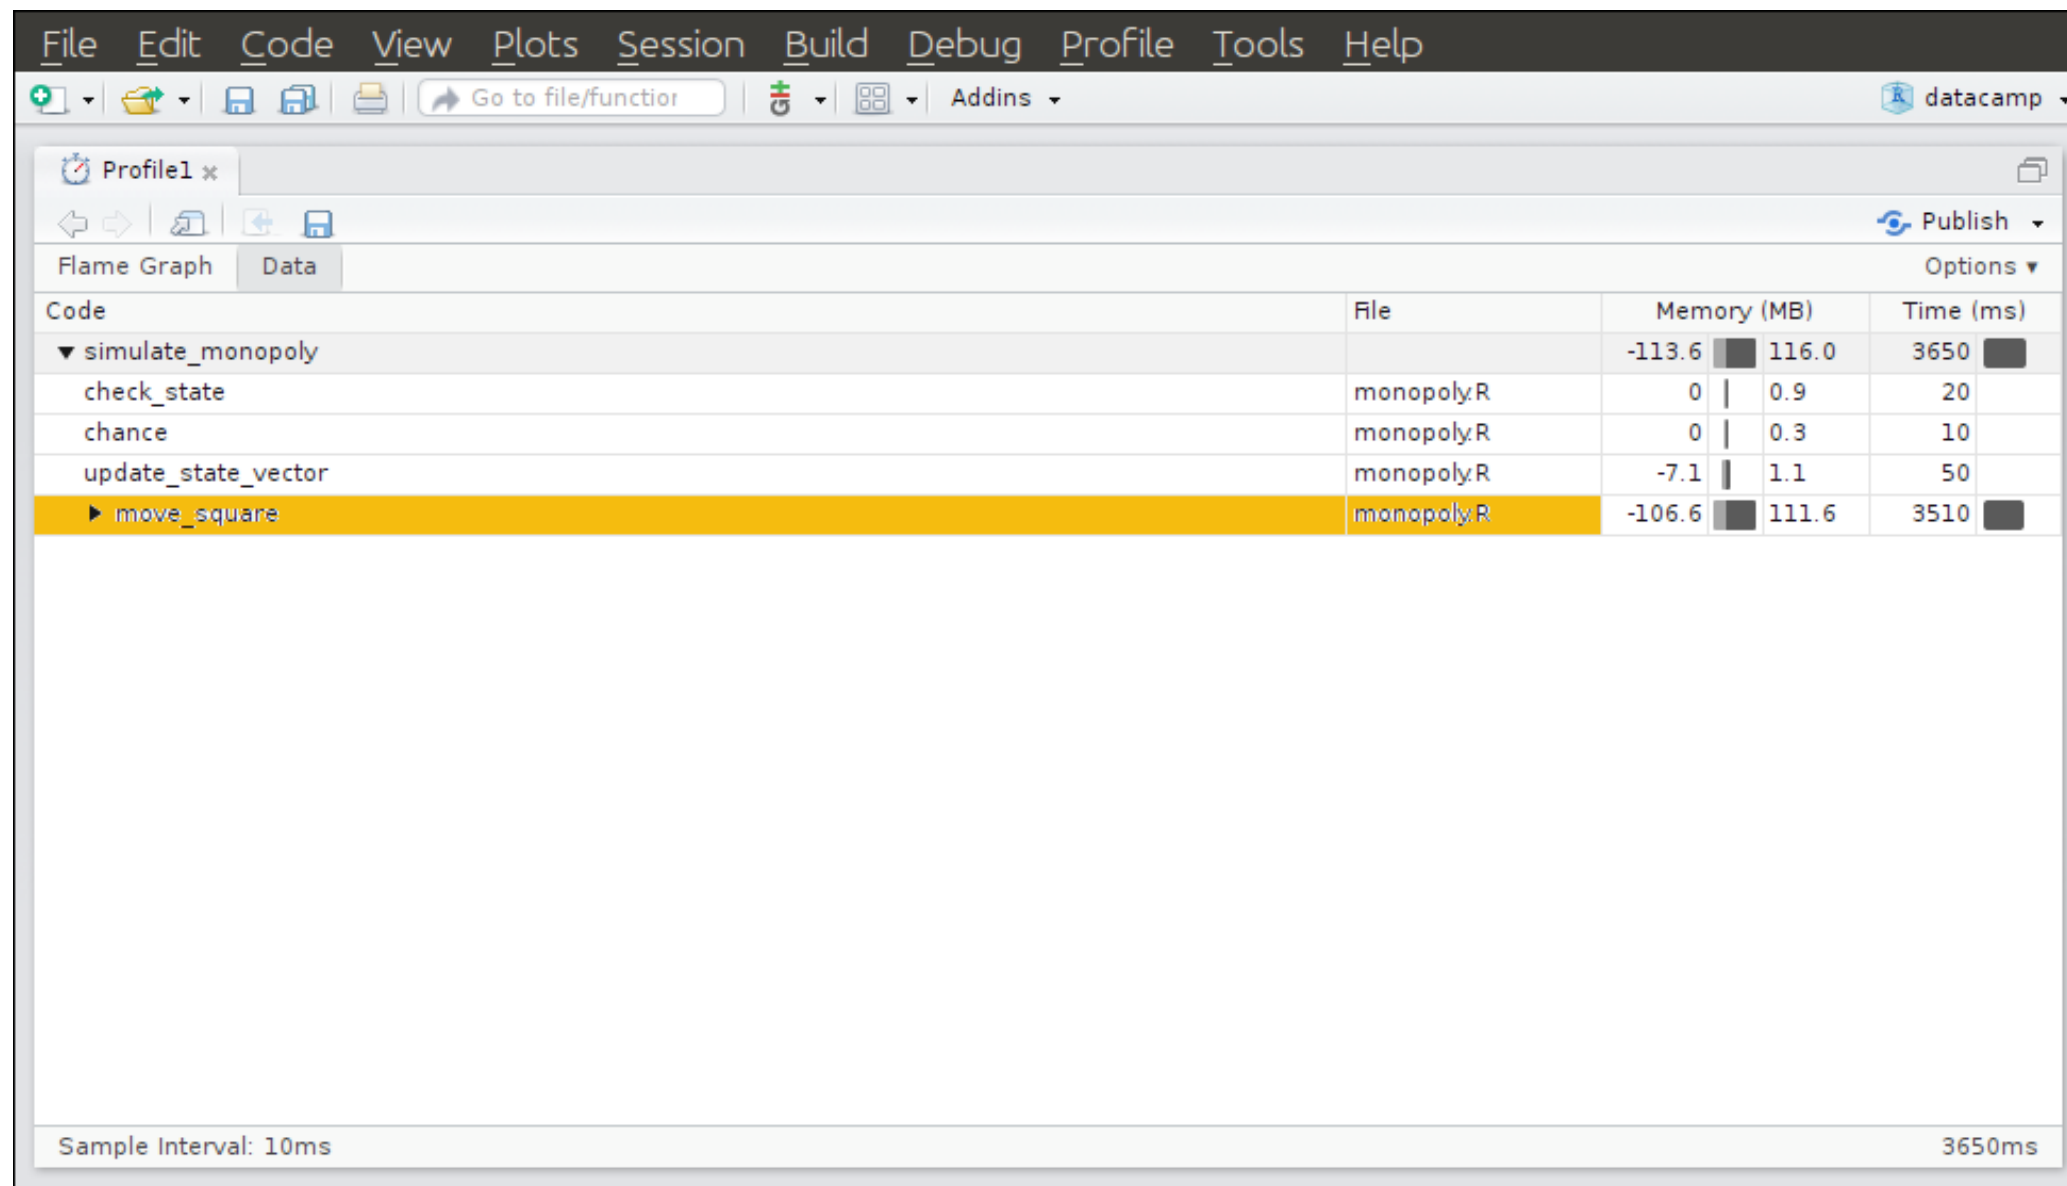 File Edit Code View Plots Session Build Debug Profile Tools Help
Go to file/function Addins datacamp
Profile1
Publish
Flame Graph Data Options
Code File Memory (MB) Time (ms)
simulate_monopoly -113.6 116.0 3650
check_state monopoly.R 0 0.9 20
chance monopoly.R 0 0.3 10
update_state_vector monopoly.R -7.1 1.1 50
move_square monopoly.R -106.6 111.6 3510
Sample Interval: 10ms 3650ms